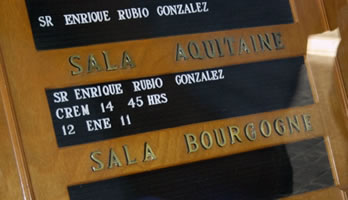 SR ENRIQUE RUBIO GONZALEZ
SALA AQUITAINE
SR ENRIQUE RUBIO GONZALEZ
CREM 14 45 HRS
12 ENE 11
SALA BOURGOGNE